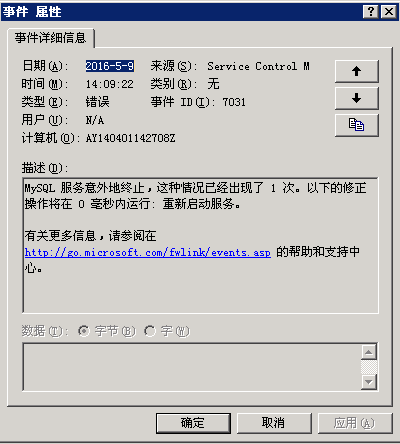 事件 属性
事件详细信息
日期(A): 2016-5-9 来源(S): Service Control M
时间(M): 14:09:22 类别(R): 无
类型(E): 错误 事件 ID(I): 7031
用户(U): N/A
计算机(O): AY140401142708Z
描述(D):
MySQL 服务意外地终止，这种情况已经出现了 1 次。以下的修正
操作将在 0 毫秒内运行: 重新启动服务。
有关更多信息，请参阅在
http://go.microsoft.com/fwlink/events.asp 的帮助和支持中
心。
数据(T): 字节(B) 字(W)
确定 取消 应用(A)